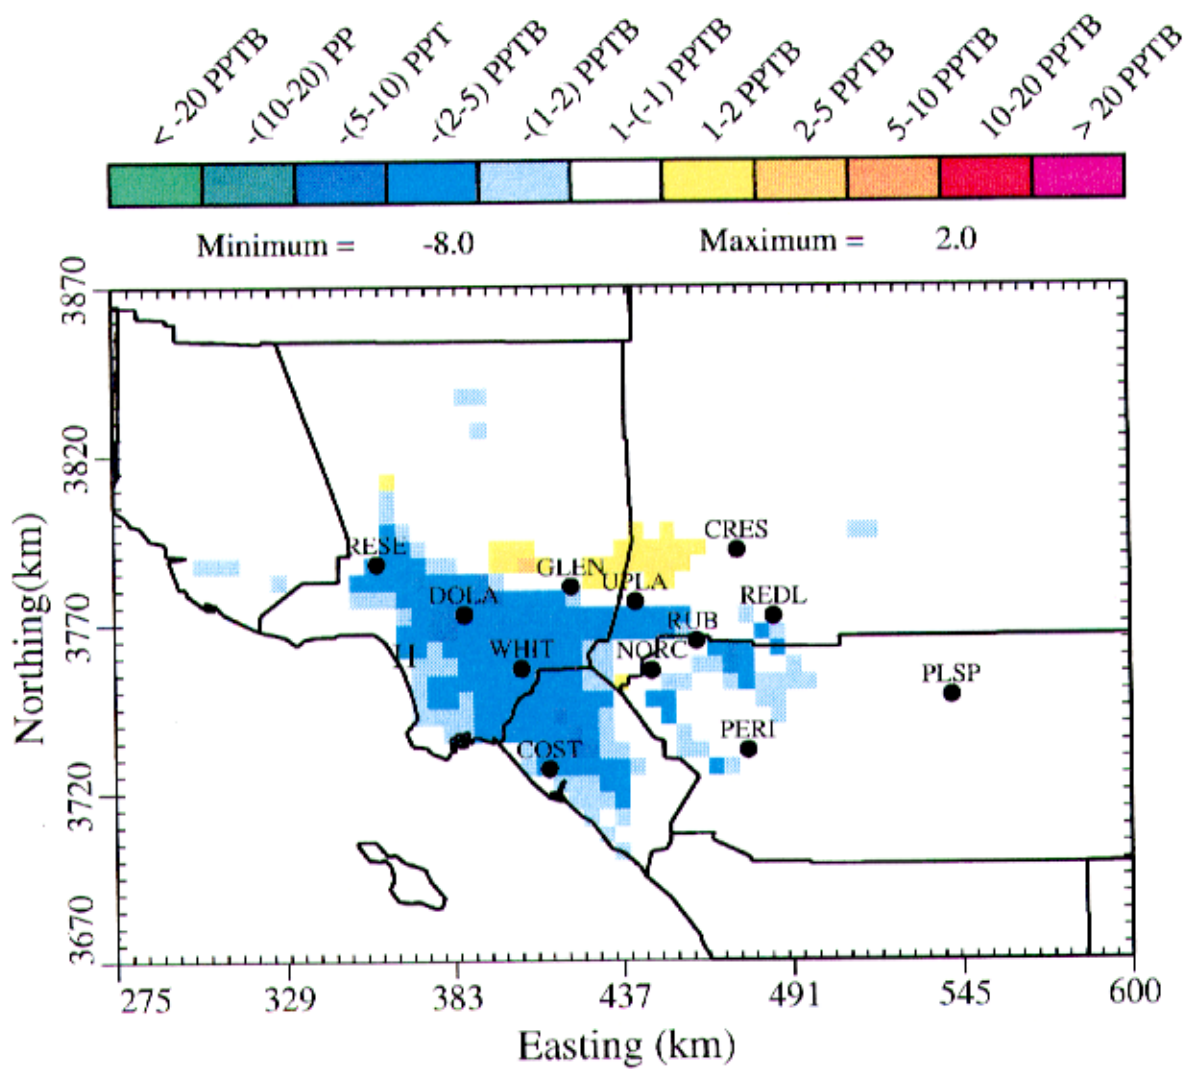 < -20 PPTB
-(10-20)) PP
-(5-10) PPT
-(2-5) PPTB
-(1-2) PPTB
1-(-1) PPTB
1-2 PPTB
2-5 PPTB
5-10 PPTB
10-20 PPTB
> 20 PPTB
Minimum = -8.0 Maximum = 2.0
3870
3820
3770
3720
3670
Northing(km)
CRES
RESE
GLEN
UPLA
DOLA
REDL
RUB
WHIT
NORC
PLSP
PERI
COST
275 329 383 437 491 545 600
Easting (km)